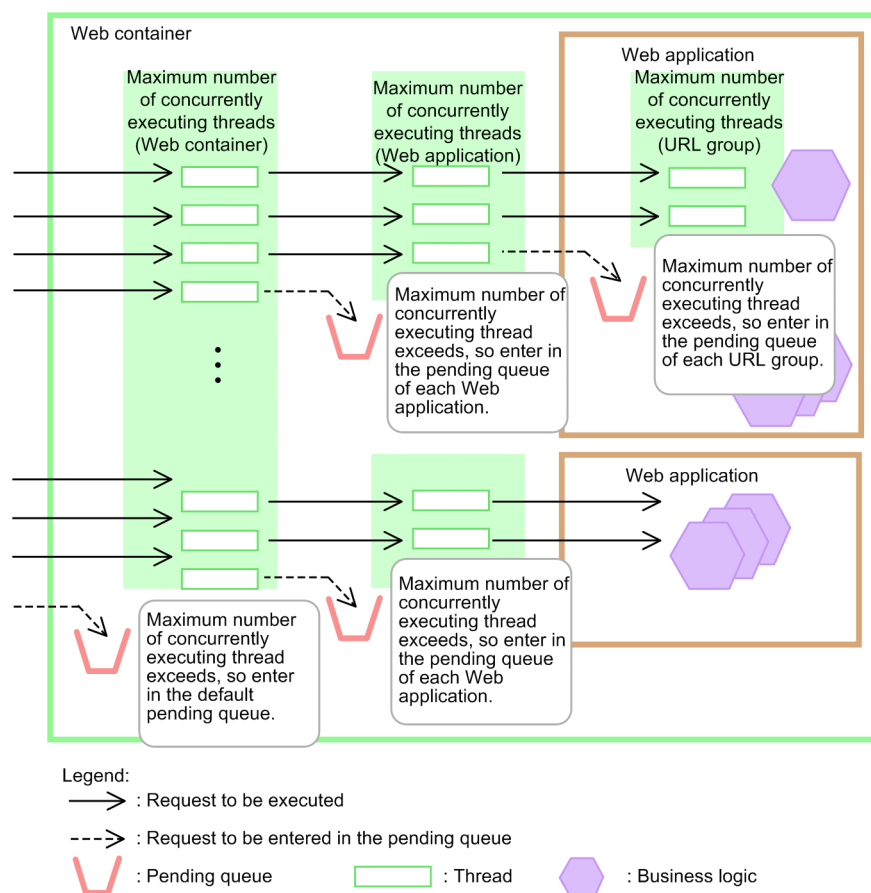 Web container
Maximum number
of concurrently
executing threads
(Web container)
Maximum number
of concurrently
executing threads
(Web application)
Web application
Maximum number
of concurrently
executing threads
(URL group)
Maximum number of
concurrently
executing thread
exceeds, so enter in
the pending queue
of each Web
application.
Maximum number of
concurrently
executing thread
exceeds, so enter in
the pending queue
of each URL group.
Web application
Maximum number
of concurrently
executing thread
exceeds, so enter
in the default
pending queue.
Maximum number of
concurrently
executing thread
exceeds, so enter in
the pending queue
of each Web
application.
Legend:
: Request to be executed
: Request to be entered in the pending queue
: Pending queue
: Thread
: Business logic